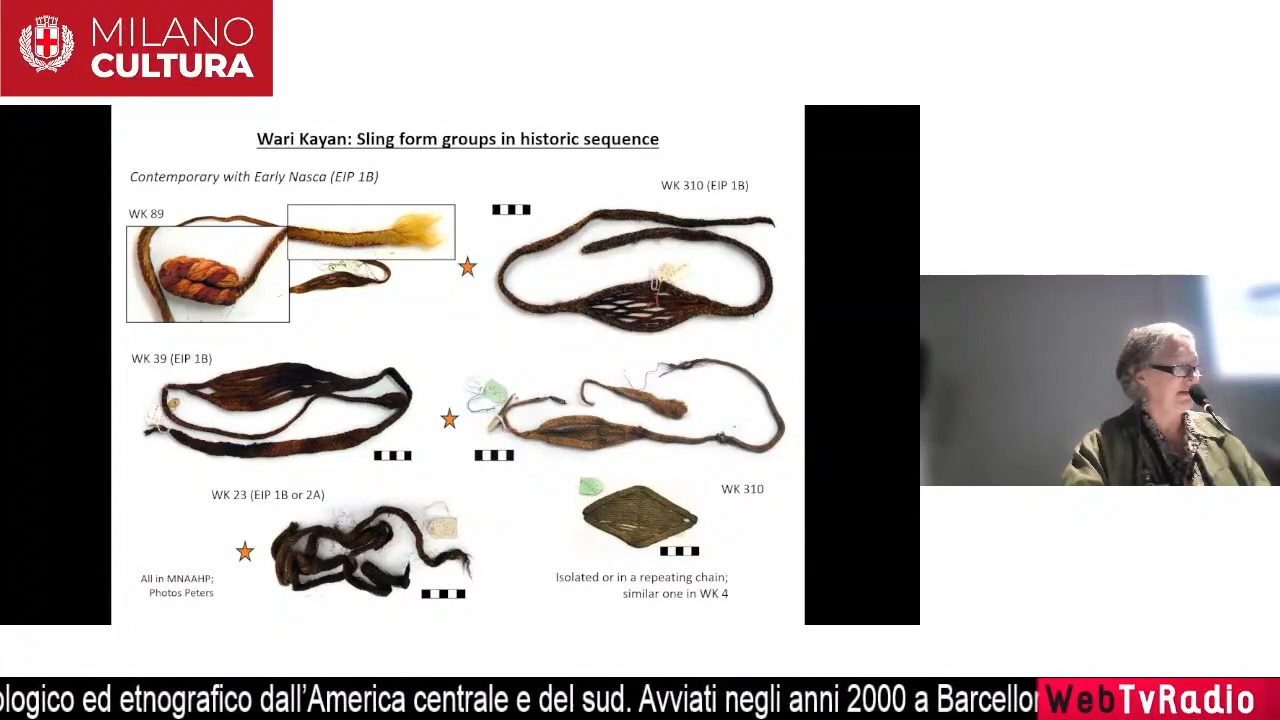 MILANO
CULTURA
Wari Kayan: Sling form groups in historic sequence
Contemporary with Early Nasca (EIP 1B)
WK 310 (EIP 1B)
WK 89
WK 39 (EIP 1B)
WK 23 (EIP 1B or 2A)
WK 310
All in MNAAHP;
Photos Peters
Isolated or in a repeating chain;
similar one in WK 4
ologico ed etnografico dall'America centrale e del sud. Avviati negli anni 2000 a Barcellon
WebTvRadio